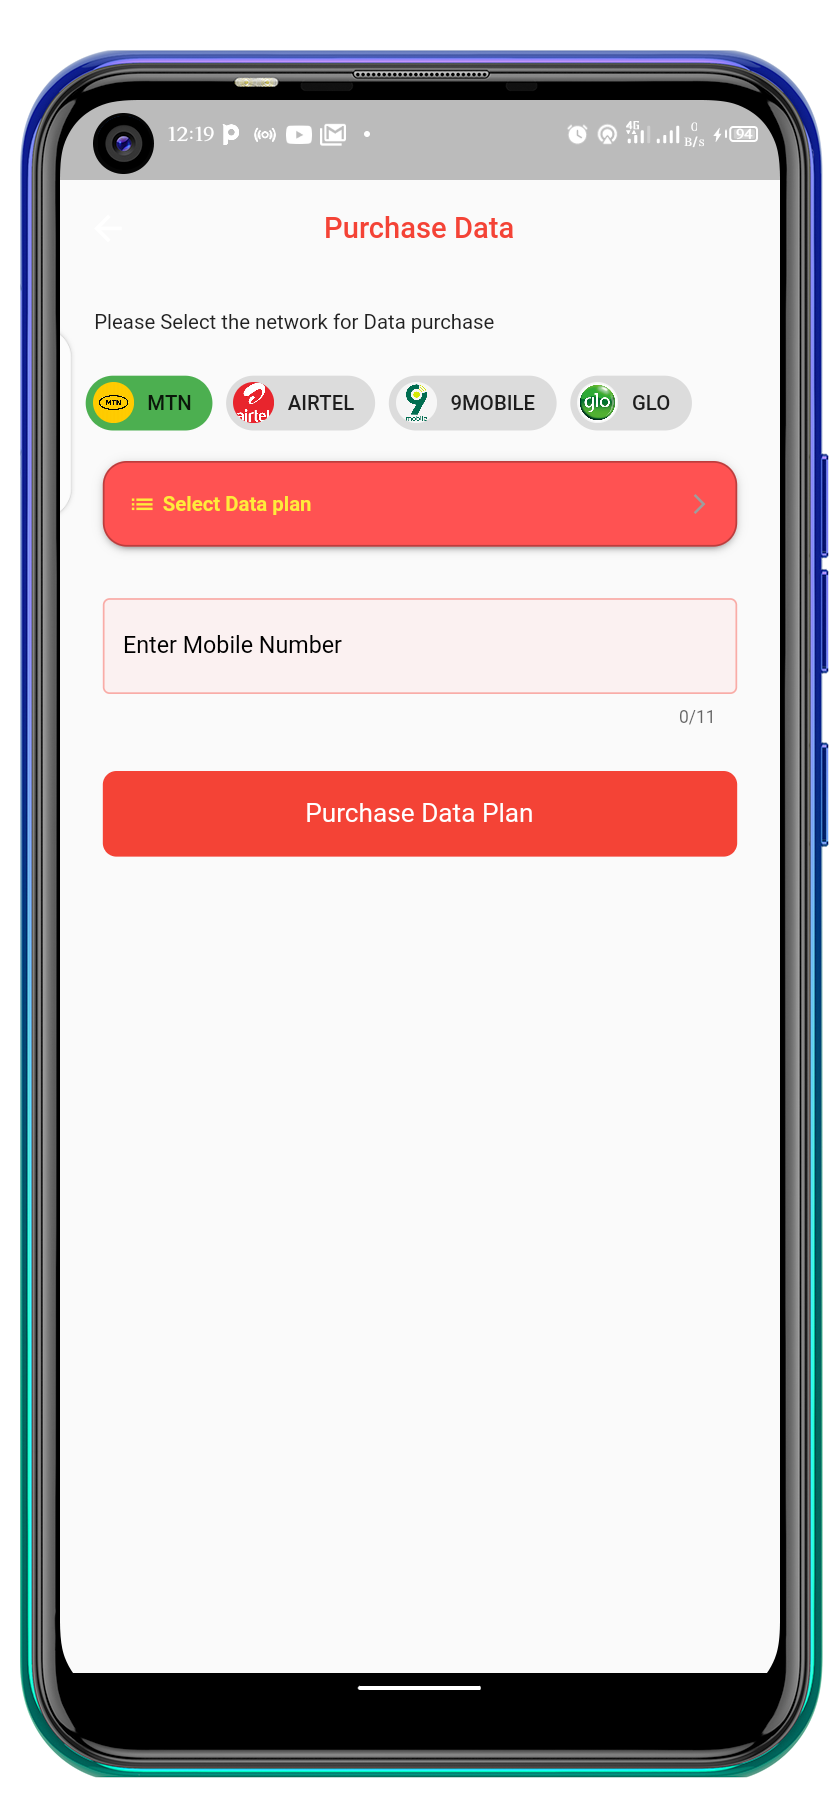 12:19
4G
0
B/s
94
Purchase Data
Please Select the network for Data purchase
MTN MTN
airtel AIRTEL
9 mobile 9MOBILE
glo GLO
Select Data plan
Enter Mobile Number
0/11
Purchase Data Plan